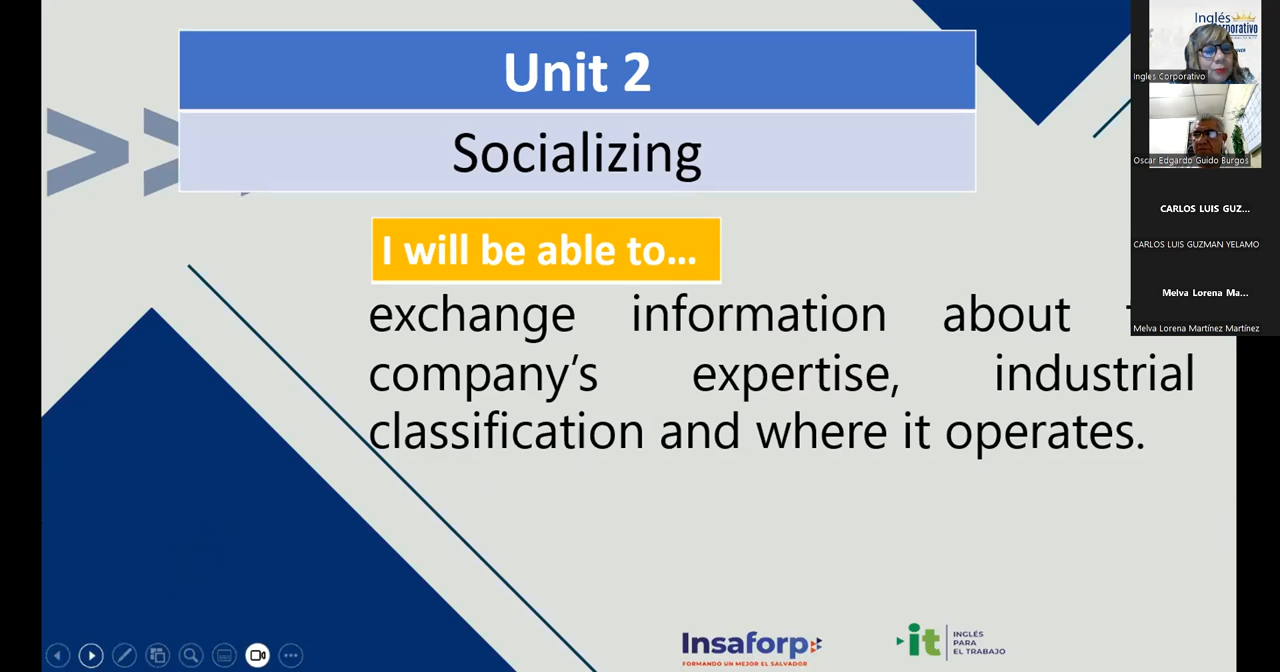 Unit 2
Socializing
I will be able to...
exchange information about
company's expertise, industrial
classification and where it operates.
Inglés
Corporativo
Ingles Corporativo
Oscar Edgardo Guido Burgos
CARLOS LUIS GUZ...
CARLOS LUIS GUZMAN YELAMO
Melva Lorena Ma...
Melva Lorena Martínez Martínez
Insaforp
FORMANDO UN MEJOR EL SALVADOR
it
INGLÉS
PARA
EL TRABAJO